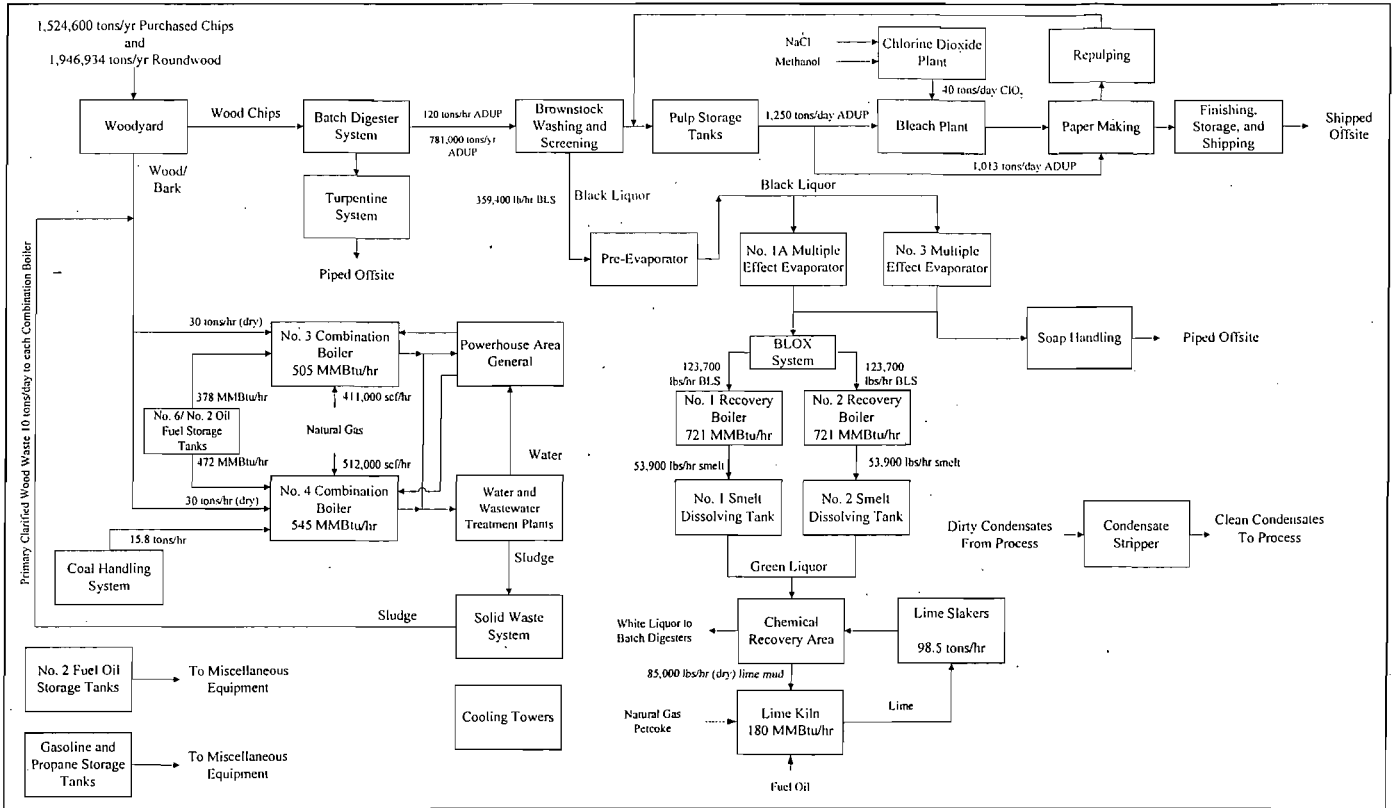 1,524,600 tons/yr Purchased Chips
and
1,946,934 tons/yr Roundwood
Woodyard
Wood Chips
Batch Digester
System
120 tons/hr ADUP
781,000 tons/yr
ADUP
Brownstock
Washing and
Screening
Pulp Storage
Tanks
1,250 tons/day ADUP
NaCl
Methanol
Chlorine Dioxide
Plant
40 tons/day ClO₂
Bleach Plant
Repulping
Paper Making
1,013 tons/day ADUP
Finishing,
Storage, and
Shipping
Shipped
Offsite
Wood/
Bark
Turpentine
System
Piped Offsite
359,400 lb/hr BLS
Black Liquor
Pre-Evaporator
Black Liquor
No. 1A Multiple
Effect Evaporator
No. 3 Multiple
Effect Evaporator
Soap Handling
Piped Offsite
BLOX
System
123,700
lbs/hr BLS
123,700
lbs/hr BLS
No. 1 Recovery
Boiler
721 MMBtu/hr
No. 2 Recovery
Boiler
721 MMBtu/hr
53,900 lbs/hr smelt
53,900 lbs/hr smelt
No. 1 Smelt
Dissolving Tank
No. 2 Smelt
Dissolving Tank
Green Liquor
Dirty Condensates
From Process
Condensate
Stripper
Clean Condensates
To Process
White Liquor to
Batch Digesters
Chemical
Recovery Area
Lime Slakers
98.5 tons/hr
85,000 lbs/hr (dry) lime mud
Natural Gas
Petcoke
Lime Kiln
180 MMBtu/hr
Lime
Fuel Oil
Primary Clarified Wood Waste 10 tons/day to each Combination Boiler
30 tons/hr (dry)
No. 3 Combination
Boiler
505 MMBtu/hr
Powerhouse Area
General
378 MMBtu/hr
411,000 scf/hr
No. 6/ No. 2 Oil
Fuel Storage
Tanks
Natural Gas
472 MMBtu/hr
512,000 scf/hr
Water
30 tons/hr (dry)
No. 4 Combination
Boiler
545 MMBtu/hr
Water and
Wastewater
Treatment Plants
15.8 tons/hr
Coal Handling
System
Sludge
Sludge
Solid Waste
System
No. 2 Fuel Oil
Storage Tanks
To Miscellaneous
Equipment
Cooling Towers
Gasoline and
Propane Storage
Tanks
To Miscellaneous
Equipment